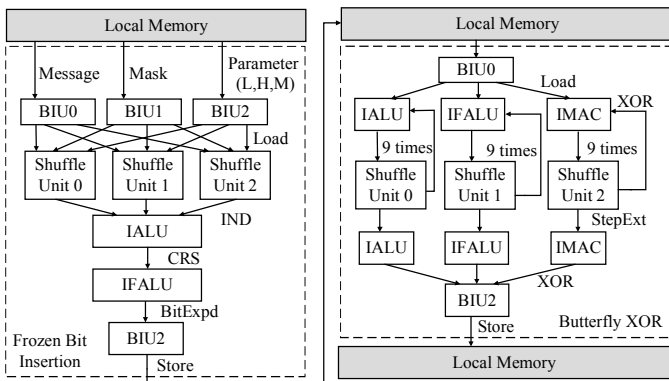 Local Memory
Message
Mask
Parameter
(L,H,M)
BIU0
BIU1
BIU2
Load
Shuffle
Unit 0
Shuffle
Unit 1
Shuffle
Unit 2
IND
IALU
CRS
IFALU
BitExpd
BIU2
Frozen Bit
Insertion
Store
Local Memory
BIU0
Load
IALU
IFALU
IMAC
XOR
9 times
9 times
9 times
Shuffle
Unit 0
Shuffle
Unit 1
Shuffle
Unit 2
StepExt
IALU
IFALU
IMAC
XOR
BIU2
Store
Butterfly XOR
Local Memory